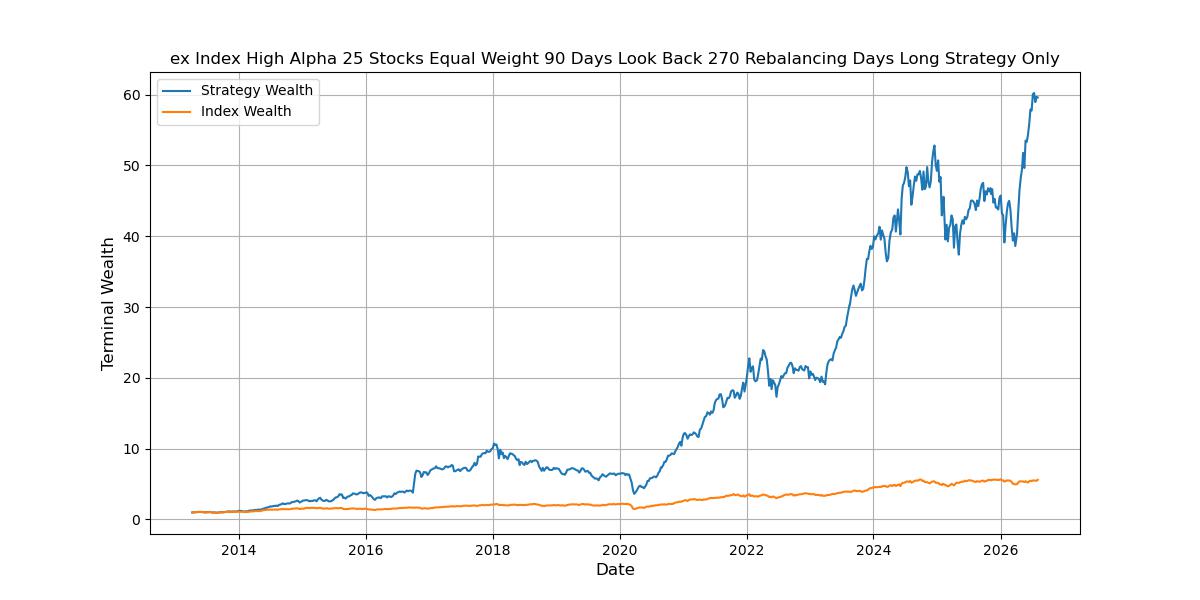 ex Index High Alpha 25 Stocks Equal Weight 90 Days Look Back 270 Rebalancing Days Long Strategy Only
Strategy Wealth
Index Wealth
60
50
40
30
20
10
0
Terminal Wealth
2014 2016 2018 2020 2022 2024 2026
Date